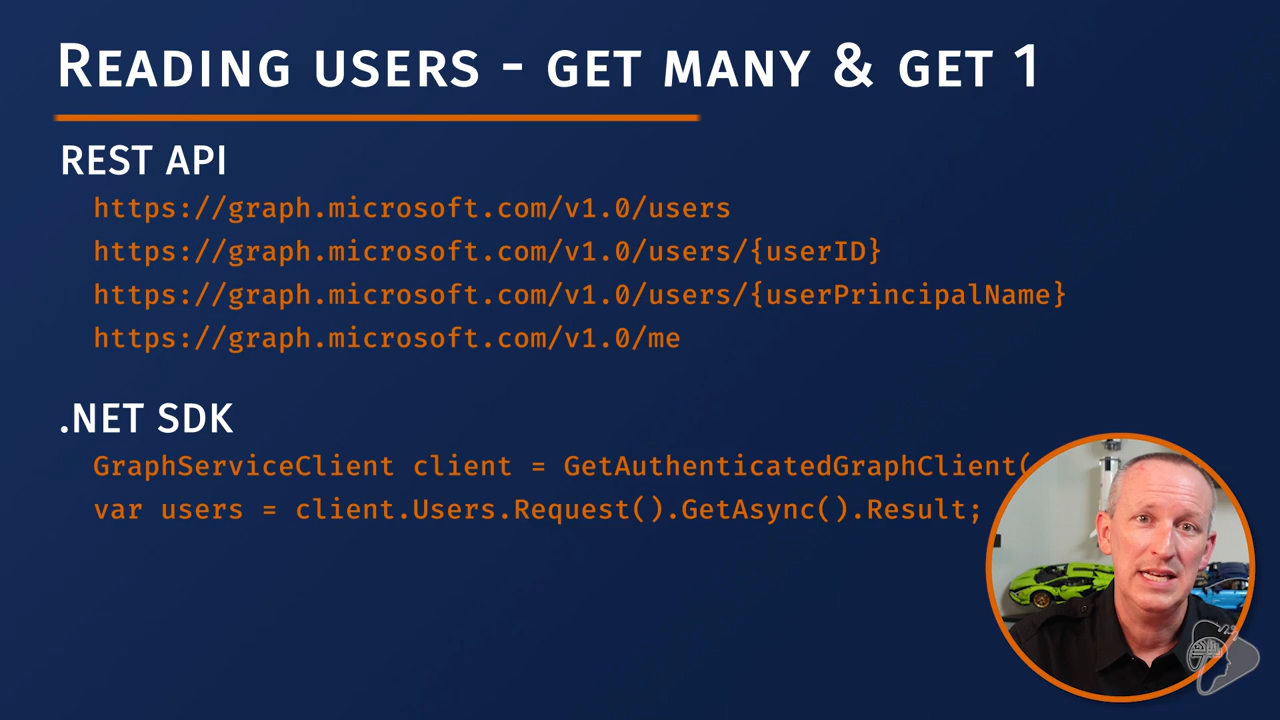 READING USERS - GET MANY & GET 1
REST API
https://graph.microsoft.com/v1.0/users
https://graph.microsoft.com/v1.0/users/{userID}
https://graph.microsoft.com/v1.0/users/{userPrincipalName}
https://graph.microsoft.com/v1.0/me
.NET SDK
GraphServiceClient client = GetAuthenticatedGraphClient(
var users = client.Users.Request().GetAsync().Result;